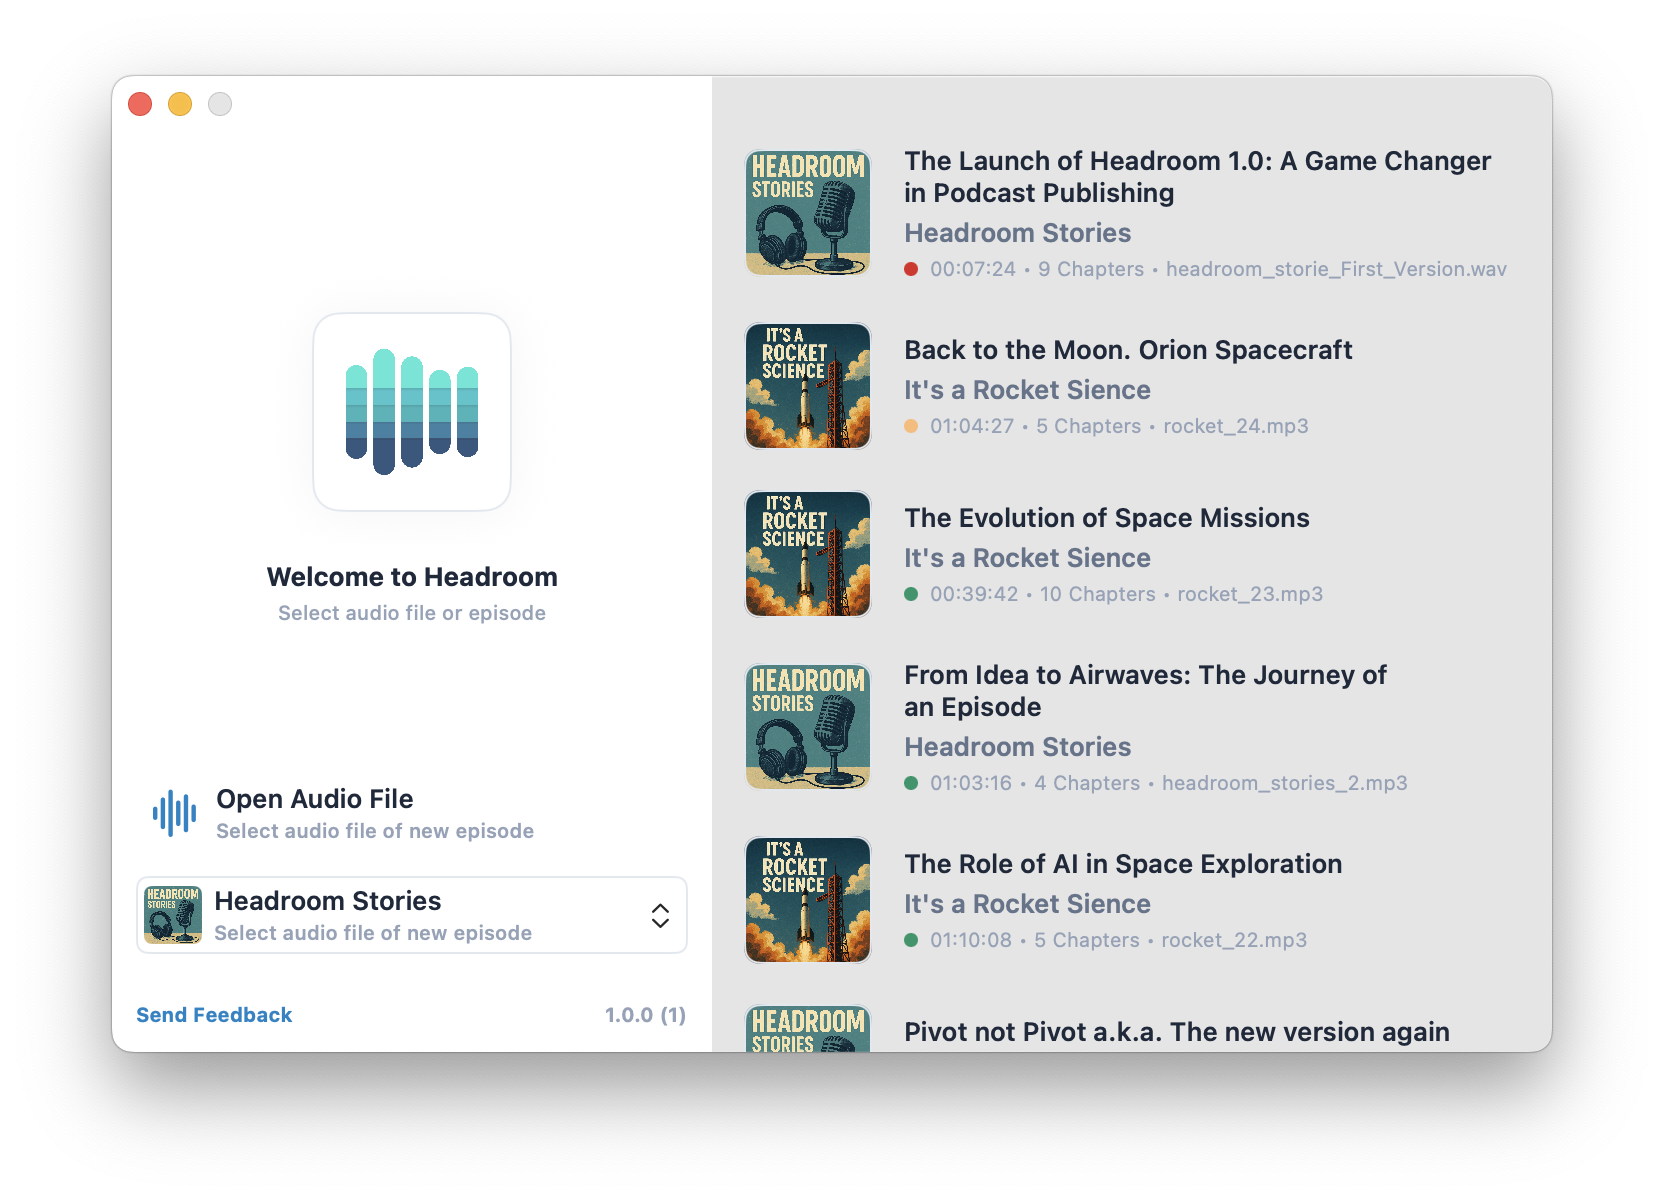 Welcome to Headroom
Select audio file or episode
Open Audio File
Select audio file of new episode
HEADROOM
STORIES
Headroom Stories
Select audio file of new episode
Send Feedback
1.0.0 (1)
HEADROOM
STORIES
The Launch of Headroom 1.0: A Game Changer
in Podcast Publishing
Headroom Stories
00:07:24 • 9 Chapters • headroom_storie_First_Version.wav
IT'S A
ROCKET
SCIENCE
Back to the Moon. Orion Spacecraft
It's a Rocket Sience
01:04:27 • 5 Chapters • rocket_24.mp3
IT'S A
ROCKET
SCIENCE
The Evolution of Space Missions
It's a Rocket Sience
00:39:42 • 10 Chapters • rocket_23.mp3
HEADROOM
STORIES
From Idea to Airwaves: The Journey of
an Episode
Headroom Stories
01:03:16 • 4 Chapters • headroom_stories_2.mp3
IT'S A
ROCKET
SCIENCE
The Role of AI in Space Exploration
It's a Rocket Sience
01:10:08 • 5 Chapters • rocket_22.mp3
HEADROOM
STORIES
Pivot not Pivot a.k.a. The new version again